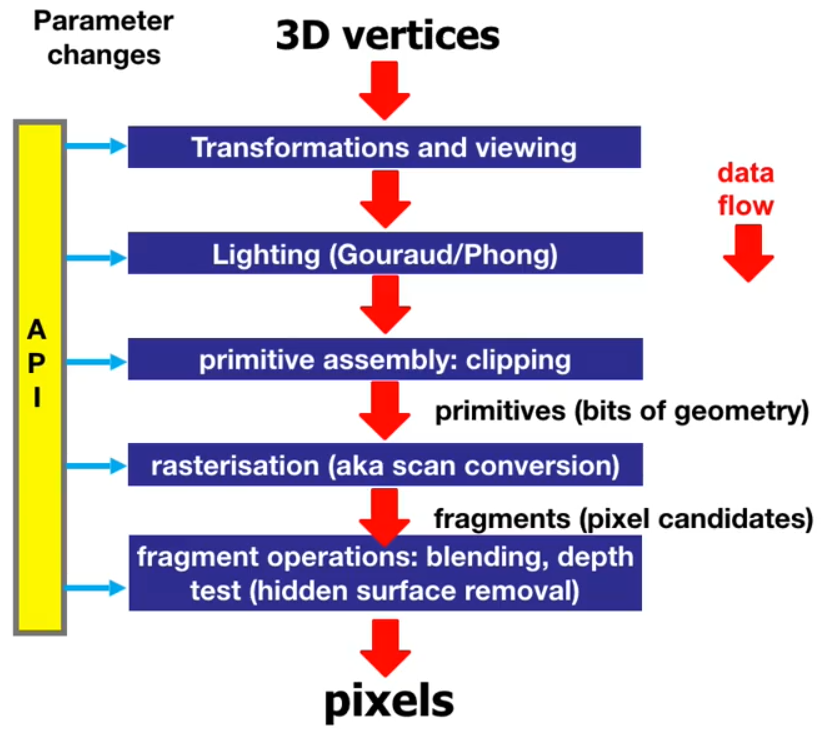 Parameter
changes
3D vertices
Transformations and viewing
data
flow
Lighting (Gouraud/Phong)
A
P
I
primitive assembly: clipping
primitives (bits of geometry)
rasterisation (aka scan conversion)
fragments (pixel candidates)
fragment operations: blending, depth
test (hidden surface removal)
pixels